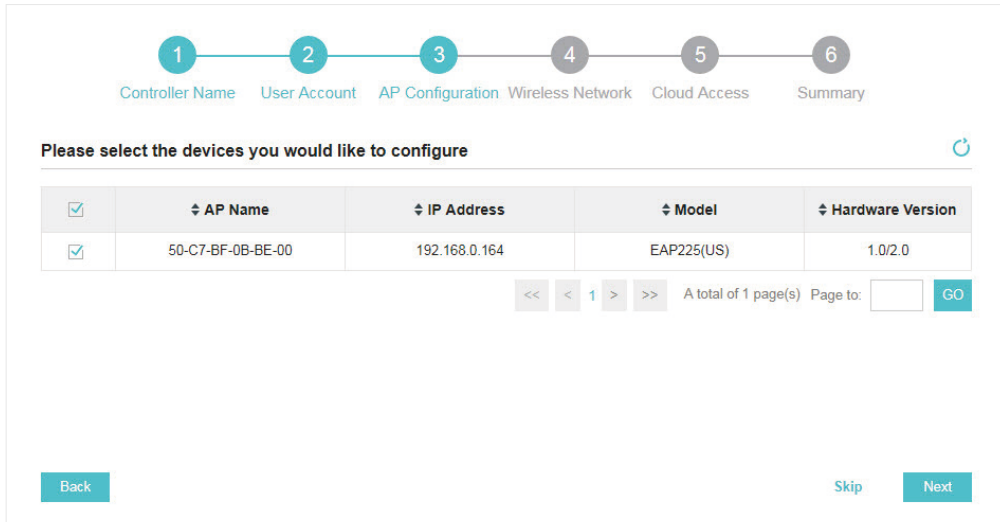 1 2 3 4 5 6
Controller Name User Account AP Configuration Wireless Network Cloud Access Summary
Please select the devices you would like to configure
AP Name IP Address Model Hardware Version
50-C7-BF-0B-BE-00 192.168.0.164 EAP225(US) 1.0/2.0
<< < 1 > >> A total of 1 page(s) Page to: GO
Back Skip Next